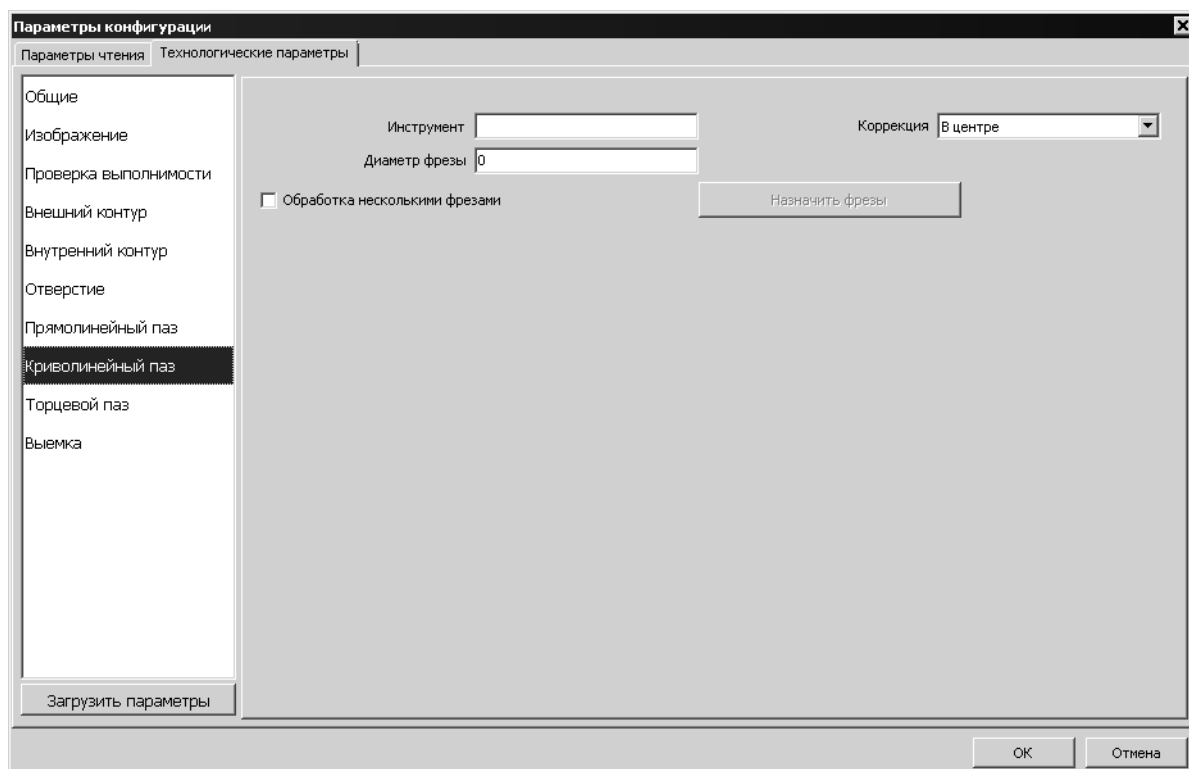 Параметры конфигурации
Параметры чтения
Технологические параметры
Общие
Изображение
Проверка выполнимости
Внешний контур
Внутренний контур
Отверстие
Прямолинейный паз
Криволинейный паз
Торцевой паз
Выемка
Загрузить параметры
Инструмент
Коррекция В центре
Диаметр фрезы 0
Обработка несколькими фрезами
Назначить фрезы
ОК
Отмена